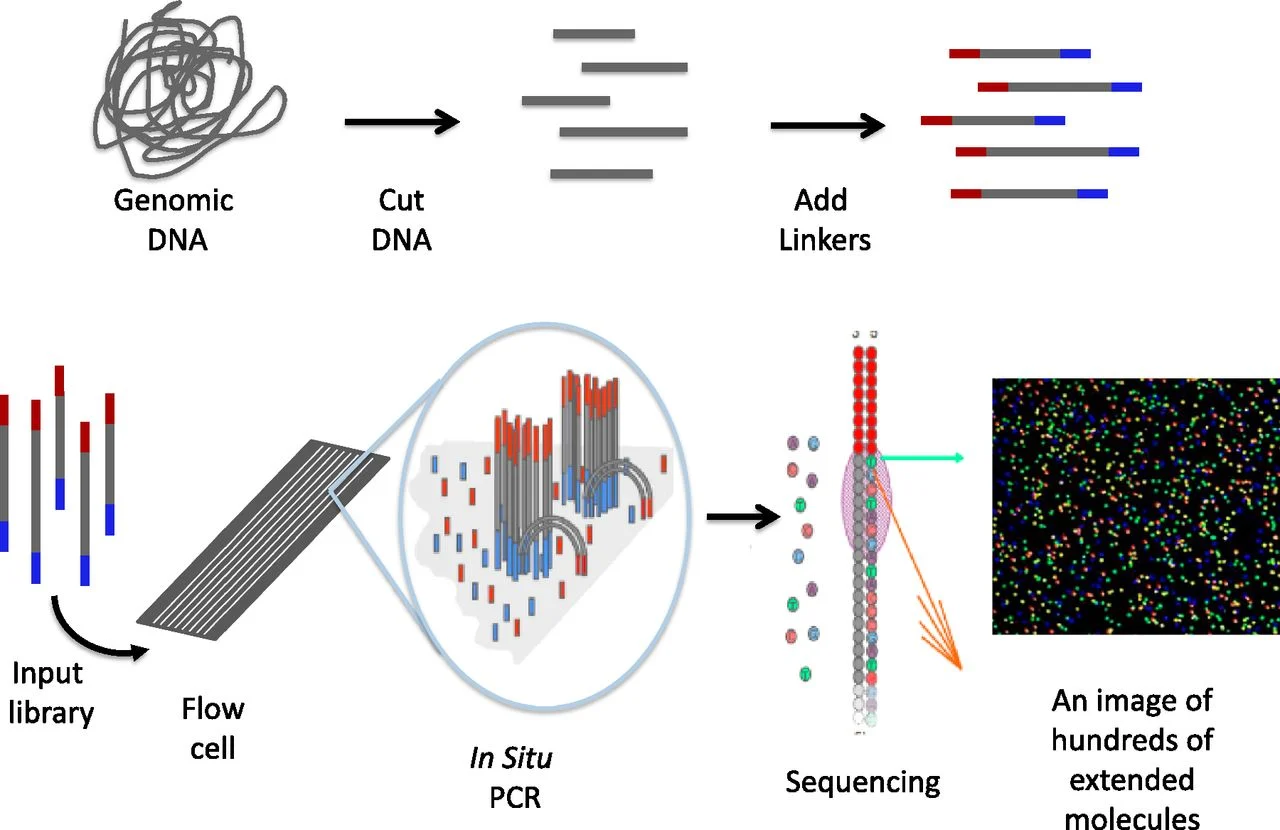 Genomic
DNA
Cut
DNA
Add
Linkers
Input
library
Flow
cell
In Situ
PCR
Sequencing
An image of
hundreds of
extended
molecules